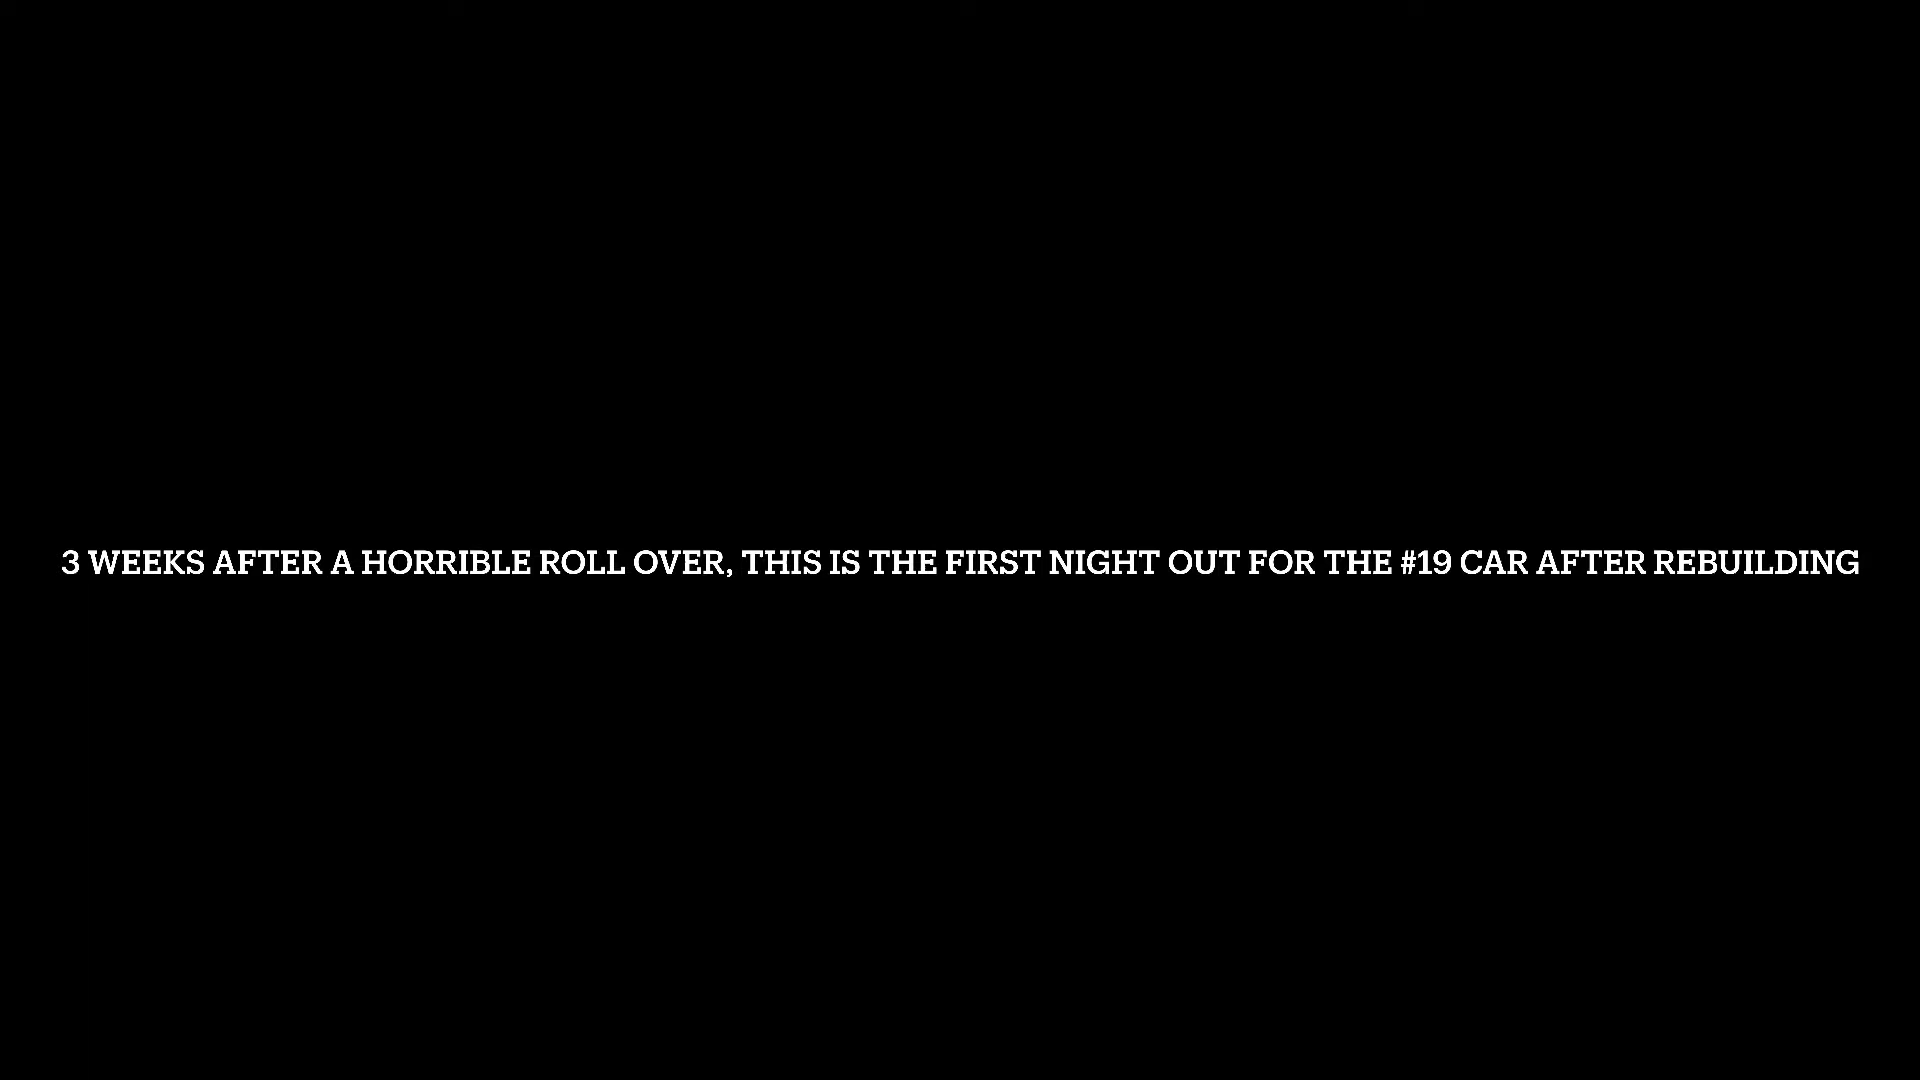 3 WEEKS AFTER A HORRIBLE ROLL OVER, THIS IS THE FIRST NIGHT OUT FOR THE #19 CAR AFTER REBUILDING